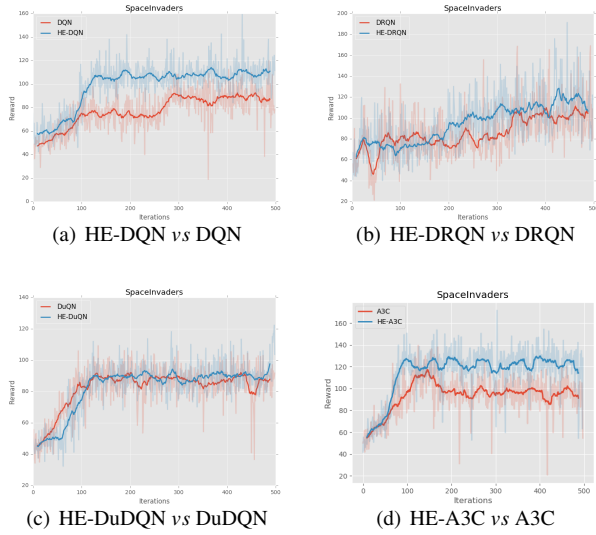 SpaceInvaders
DQN
HE-DQN
Reward
160
140
120
100
80
60
40
20
0
0 100 200 300 400 500
Iterations
(a) HE-DQN vs DQN
SpaceInvaders
DRQN
HE-DRQN
Reward
200
180
160
140
120
100
80
60
40
20
0 100 200 300 400 500
Iterations
(b) HE-DRQN vs DRQN
SpaceInvaders
DuQN
HE-DuQN
Reward
140
120
100
80
60
40
20
0 100 200 300 400 500
Iterations
(c) HE-DuDQN vs DuDQN
SpaceInvaders
A3C
HE-A3C
Reward
160
140
120
100
80
60
40
20
0 100 200 300 400 500
Iterations
(d) HE-A3C vs A3C